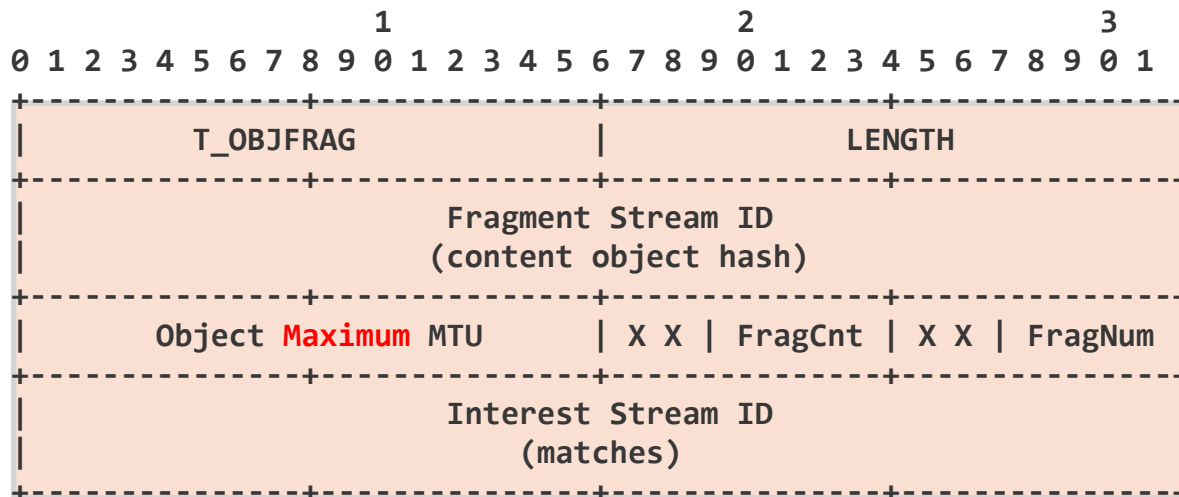 1                   2                   3
0 1 2 3 4 5 6 7 8 9 0 1 2 3 4 5 6 7 8 9 0 1 2 3 4 5 6 7 8 9 0 1
+---------------+---------------+---------------+---------------
|         T_OBJFRAG             |             LENGTH
+---------------+---------------+---------------+---------------
|                       Fragment Stream ID
|                      (content object hash)
+---------------+---------------+---------------+---------------
|       Object Maximum MTU      | X X | FragCnt | X X | FragNum
+---------------+---------------+---------------+---------------
|                       Interest Stream ID
|                           (matches)
+---------------+---------------+---------------+---------------